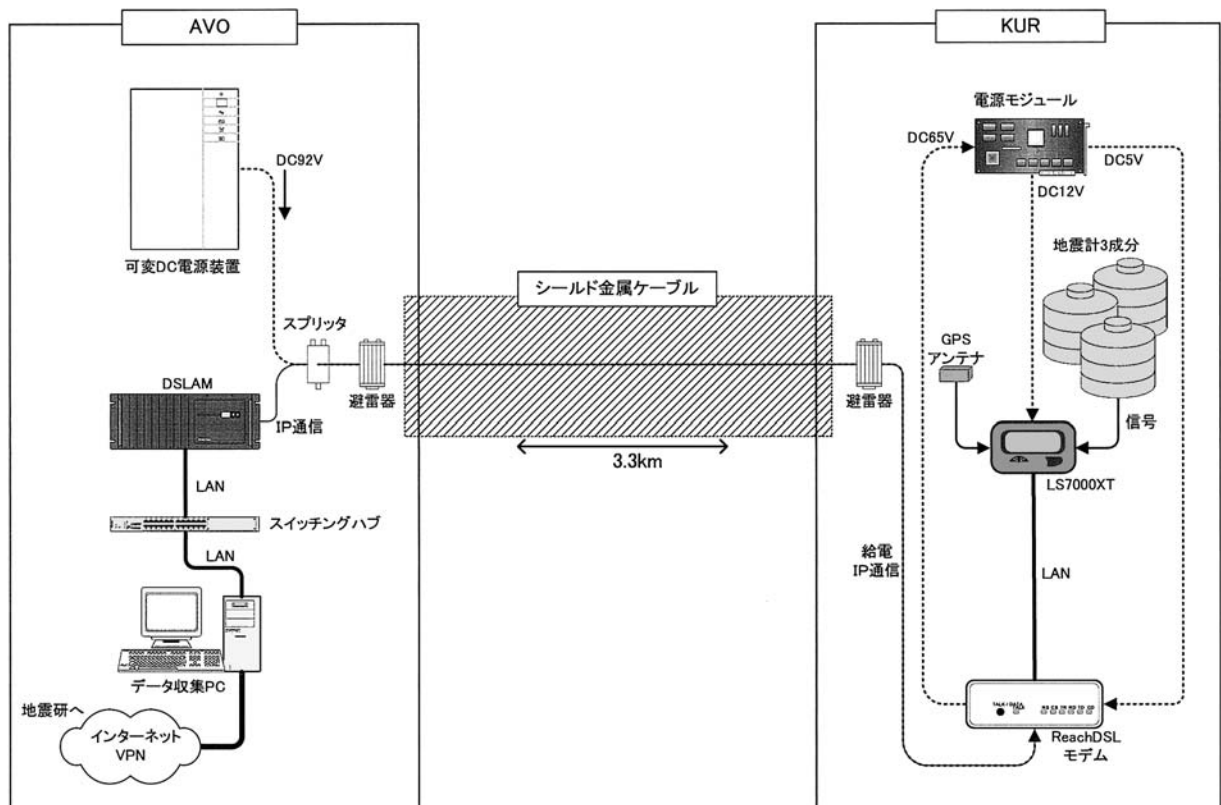 AVO
KUR
DC92V
可変DC電源装置
スプリッタ
避雷器
DSLAM
IP通信
LAN
スイッチングハブ
LAN
データ収集PC
地震研へ
インターネット
VPN
シールド金属ケーブル
3.3km
電源モジュール
DC65V
DC5V
DC12V
地震計3成分
GPS
アンテナ
避雷器
信号
LS7000XT
給電
IP通信
LAN
TALK / DATA
TALK
ReachDSL
モデム